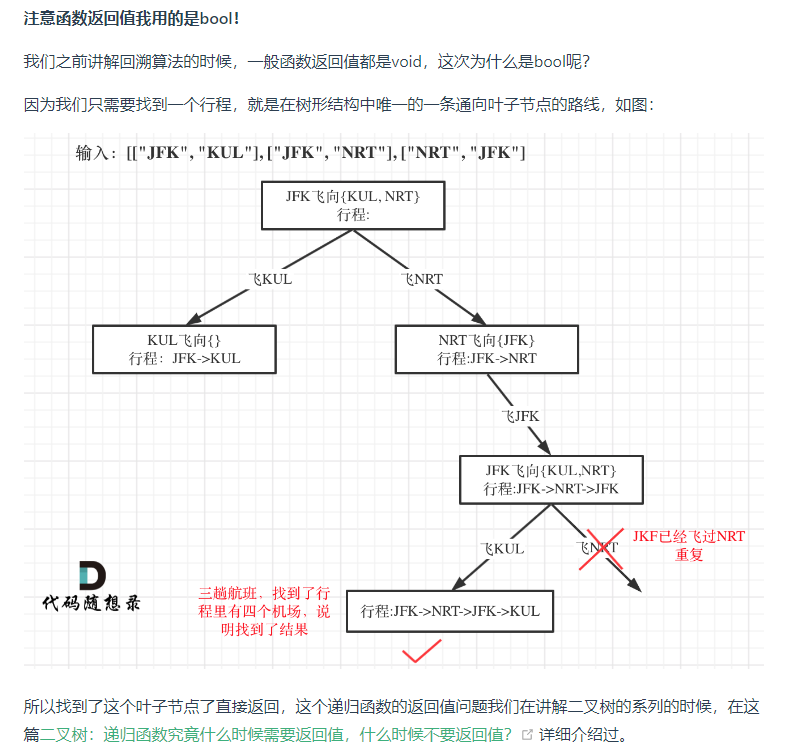 注意函数返回值我用的是bool！
我们之前讲解回溯算法的时候，一般函数返回值都是void，这次为什么是bool呢？
因为我们只需要找到一个行程，就是在树形结构中唯一的一条通向叶子节点的路线，如图：
输入：[["JFK", "KUL"],["JFK", "NRT"],["NRT", "JFK"]
JFK飞向{KUL, NRT}
行程:
飞KUL
飞NRT
KUL飞向{}
行程：JFK->KUL
NRT飞向{JFK}
行程:JFK->NRT
飞JFK
JFK飞向{KUL,NRT}
行程:JFK->NRT->JFK
飞KUL
飞NRT
JKF已经飞过NRT
重复
代码随想录
三趟航班，找到了行
程里有四个机场，说
明找到了结果
行程:JFK->NRT->JFK->KUL
所以找到了这个叶子节点了直接返回，这个递归函数的返回值问题我们在讲解二叉树的系列的时候，在这
篇二叉树：递归函数究竟什么时候需要返回值，什么时候不要返回值？ 详细介绍过。